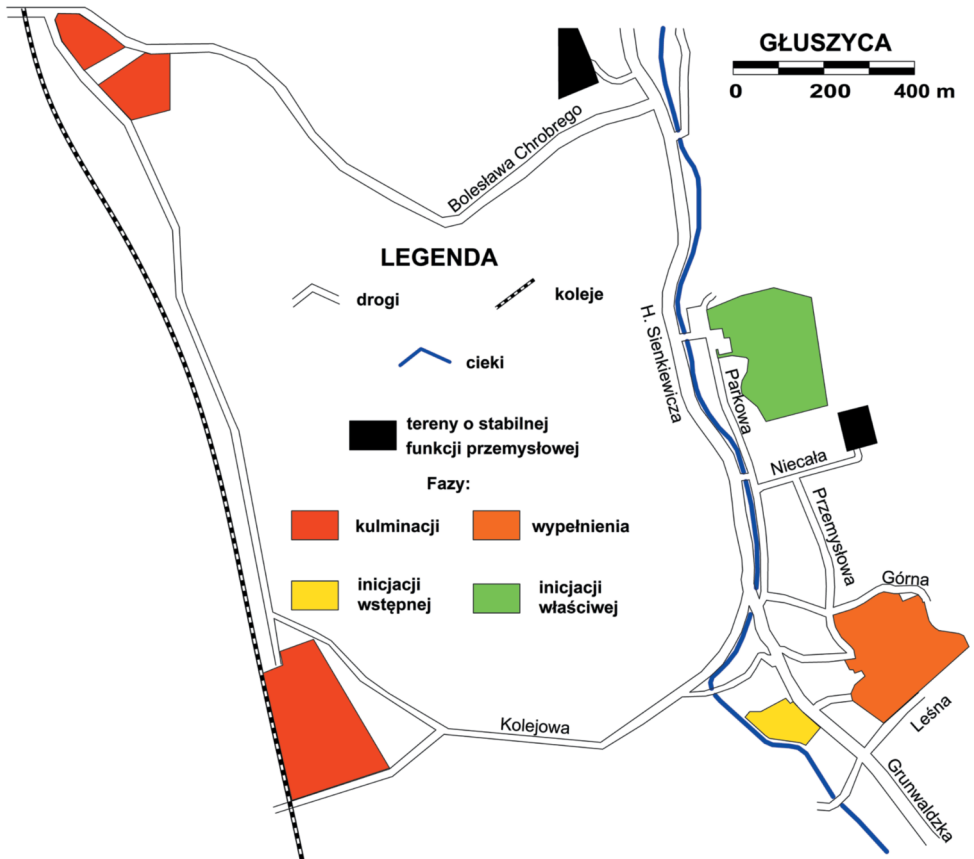 GŁUSZYCA
0 200 400 m
Bolesława Chrobrego
LEGENDA
drogi
koleje
cieki
tereny o stabilnej
funkcji przemysłowej
Fazy:
kulminacji
wypełnienia
inicjacji
wstępnej
inicjacji
właściwej
H. Sienkiewicza
Parkowa
Niecała
Przemysłowa
Górna
Leśna
Kolejowa
Grunwaldzka